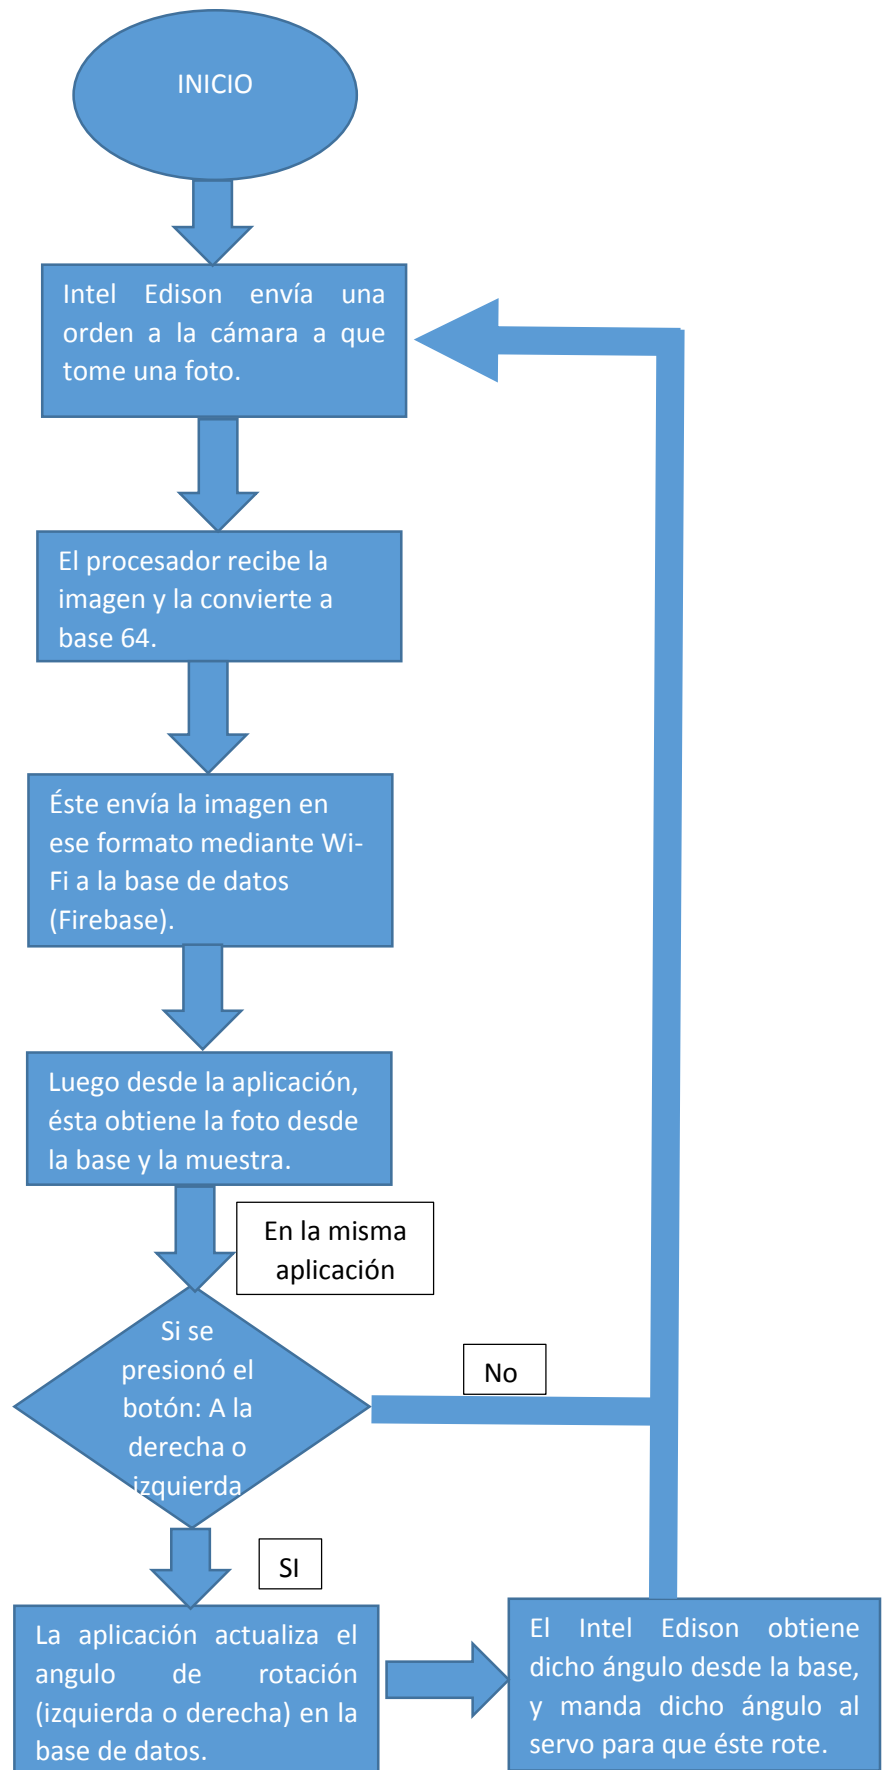 INICIO
Intel Edison envía una
orden a la cámara a que
tome una foto.
El procesador recibe la
imagen y la convierte a
base 64.
Éste envía la imagen en
ese formato mediante Wi-
Fi a la base de datos
(Firebase).
Luego desde la aplicación,
ésta obtiene la foto desde
la base y la muestra.
En la misma
aplicación
Si se
presionó el
botón: A la
derecha o
izquierda
No
SI
La aplicación actualiza el
angulo de rotación
(izquierda o derecha) en la
base de datos.
El Intel Edison obtiene
dicho ángulo desde la base,
y manda dicho ángulo al
servo para que éste rote.